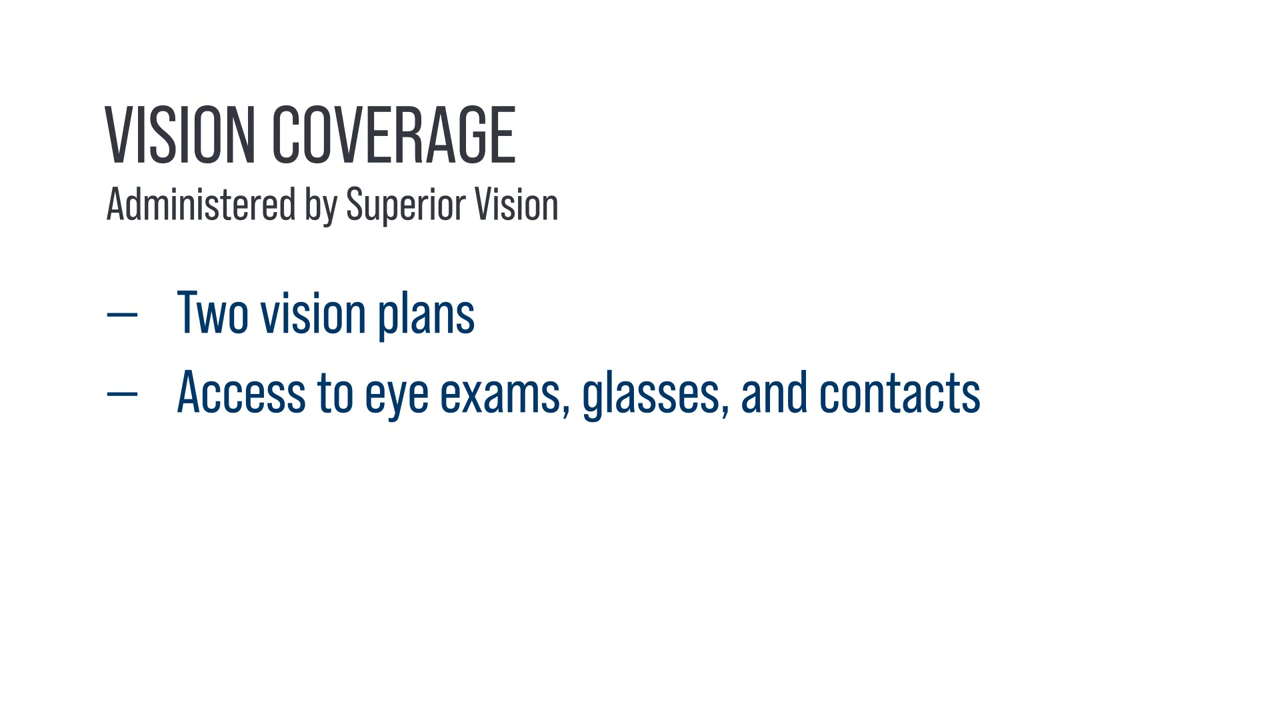 VISION COVERAGE
Administered by Superior Vision
— Two vision plans
— Access to eye exams, glasses, and contacts